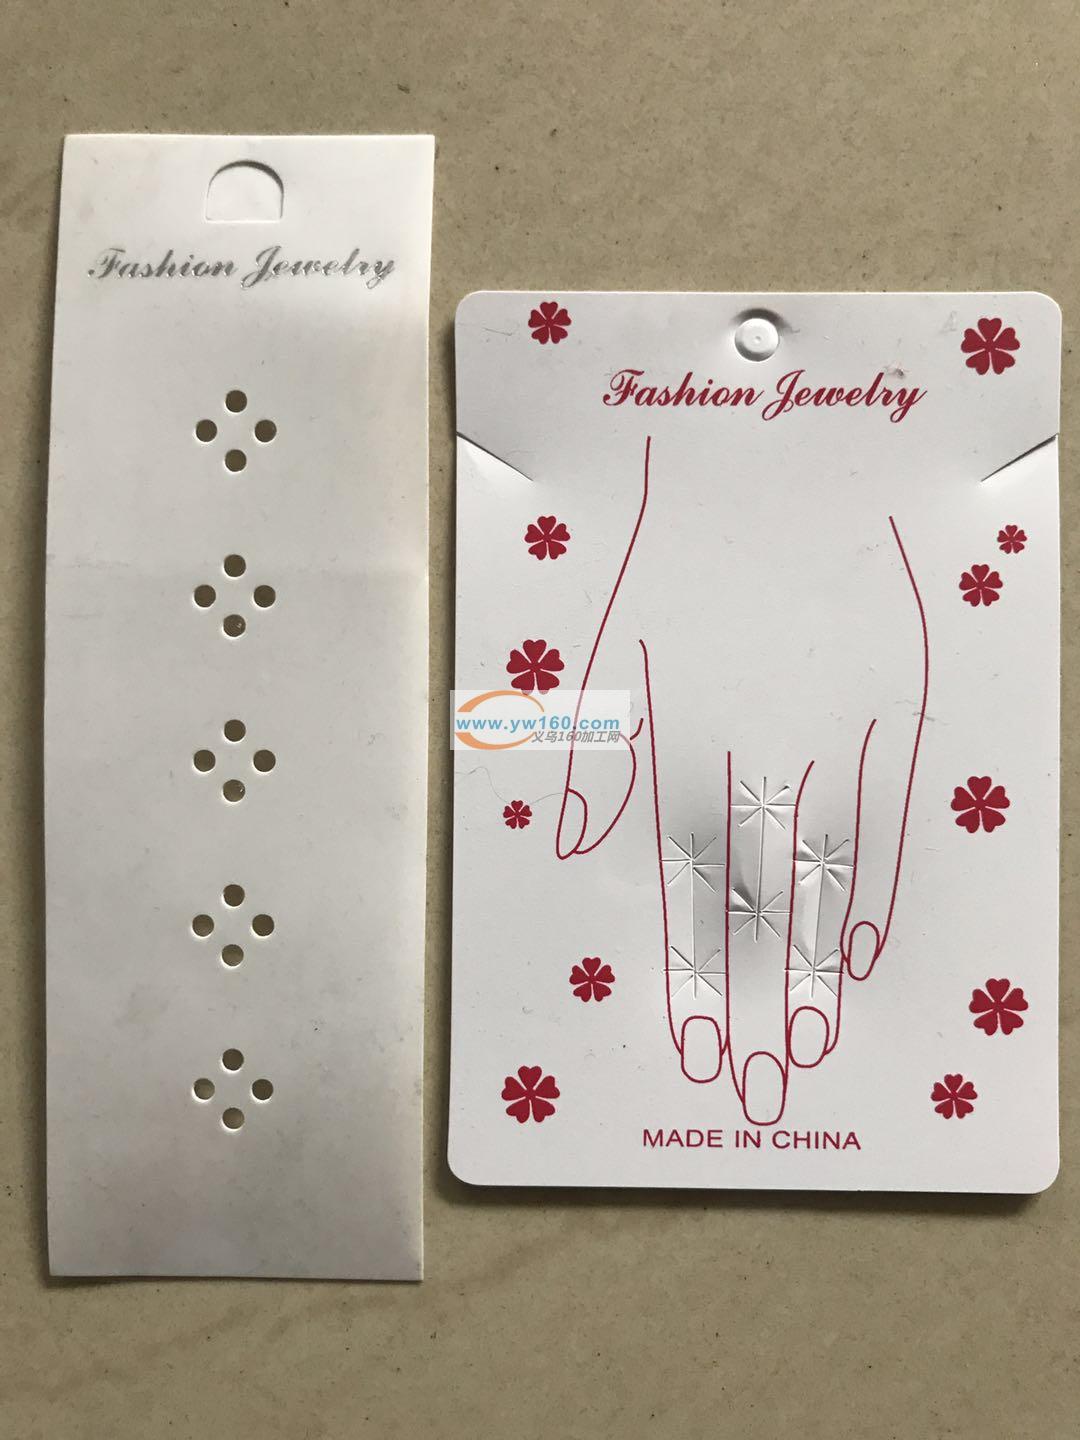 Fashion Jewelry
Fashion Jewelry
www.yw160.com
义乌160加工网
MADE IN CHINA